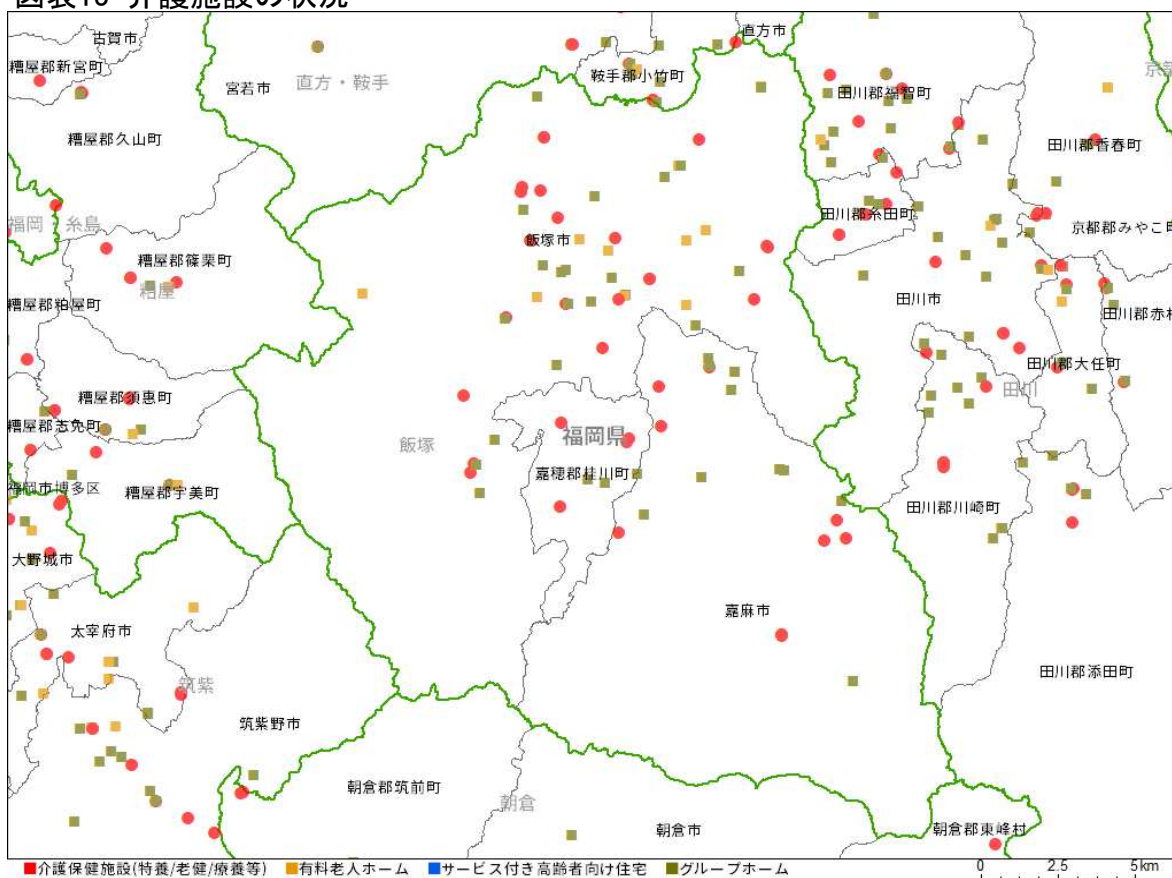 図表16 介護施設の状況
古賀市
直方市
糟屋郡新宮町
鞍手郡小竹町
直方・鞍手
宮若市
田川郡福智町
糟屋郡久山町
田川郡香春町
福岡・糸島
田川郡糸田町
京都郡みやこ町
飯塚市
糟屋郡篠栗町
粕屋
糟屋郡粕屋町
田川市
田川郡赤村
田川郡大任町
糟屋郡須惠町
田川
糟屋郡志免町
福岡県
飯塚
嘉穂郡桂川町
福岡市博多区
糟屋郡宇美町
田川郡川崎町
大野城市
嘉麻市
太宰府市
田川郡添田町
筑紫
筑紫野市
朝倉郡筑前町
朝倉
朝倉市
朝倉郡東峰村
介護保健施設(特養/老健/療養等) 有料老人ホーム サービス付き高齢者向け住宅 グループホーム
0 2.5 5km